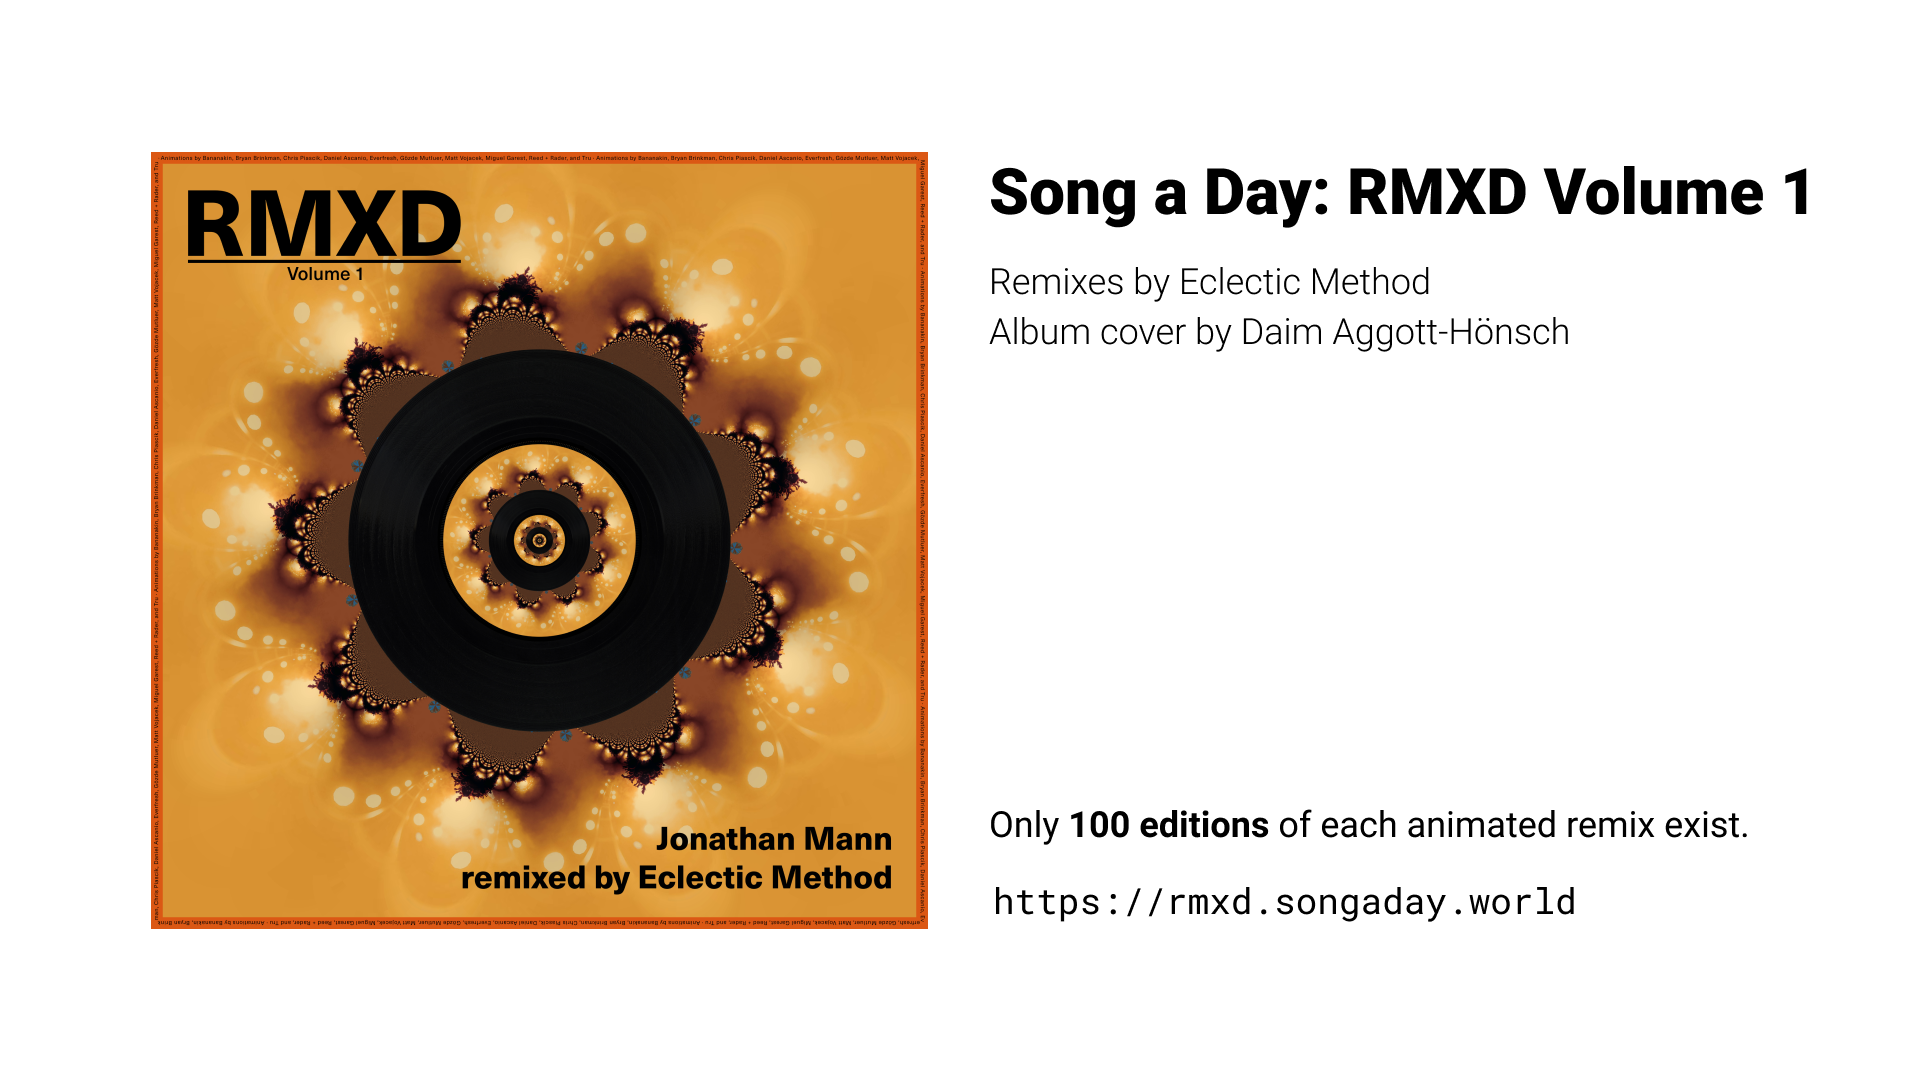 Animations by Bananakin, Bryan Brinkman, Chris Piascik, Daniel Ascanio, Everfresh, Gözde Mutluer, Matt Vojacek, Miguel Garest, Reed + Rader, and Tru · Animations by Bananakin, Bryan Brinkman, Chris Piascik, Daniel Ascanio, Everfresh, Gözde Mutluer, Matt Vojacek,
RMXD
Volume 1
Jonathan Mann
remixed by Eclectic Method
Song a Day: RMXD Volume 1
Remixes by Eclectic Method
Album cover by Daim Aggott-Hönsch
Only 100 editions of each animated remix exist.
https://rmxd.songaday.world